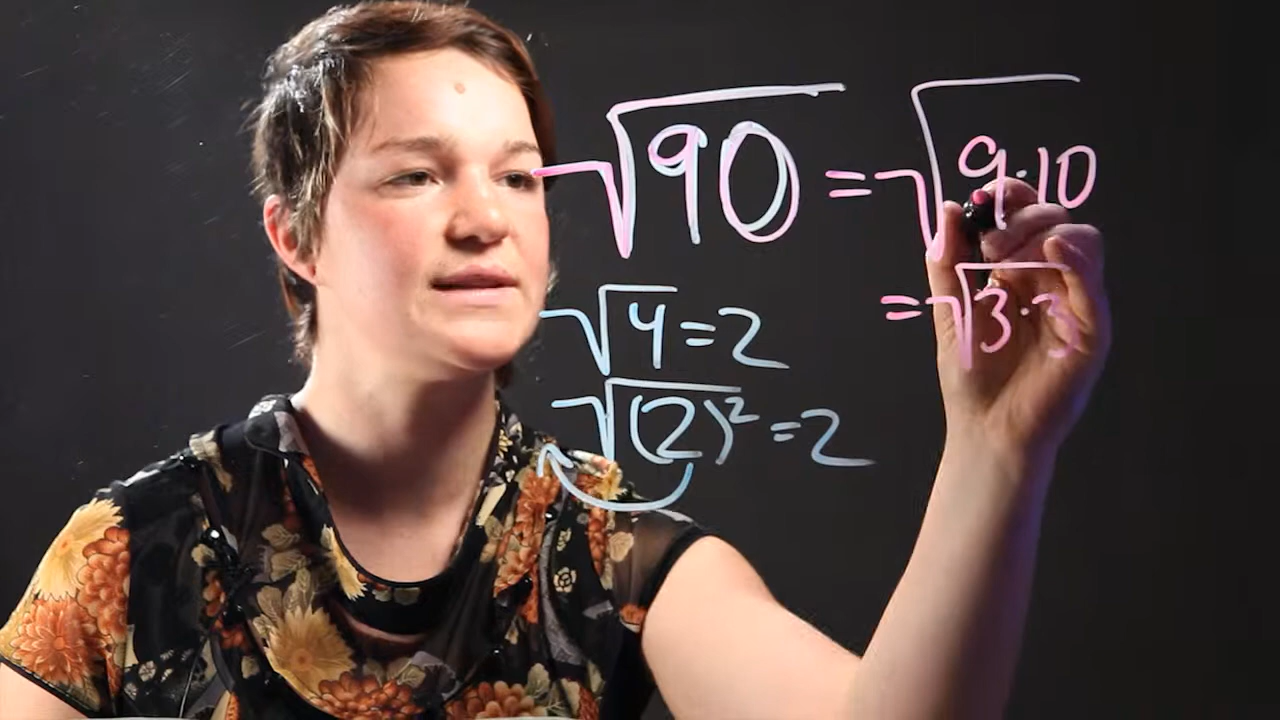 √90 = √9·10
= √3·3
√4 = 2
√(2)² = 2